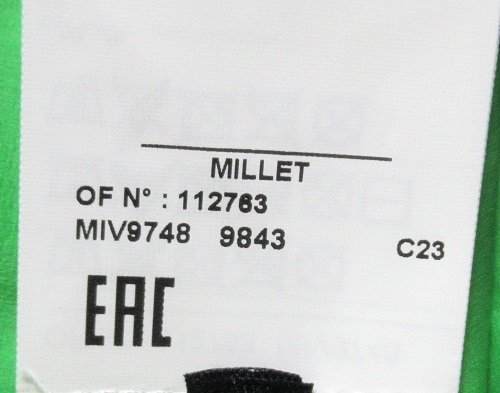 MILLET
OF N° : 112763
MIV9748 9843 C23
EAC